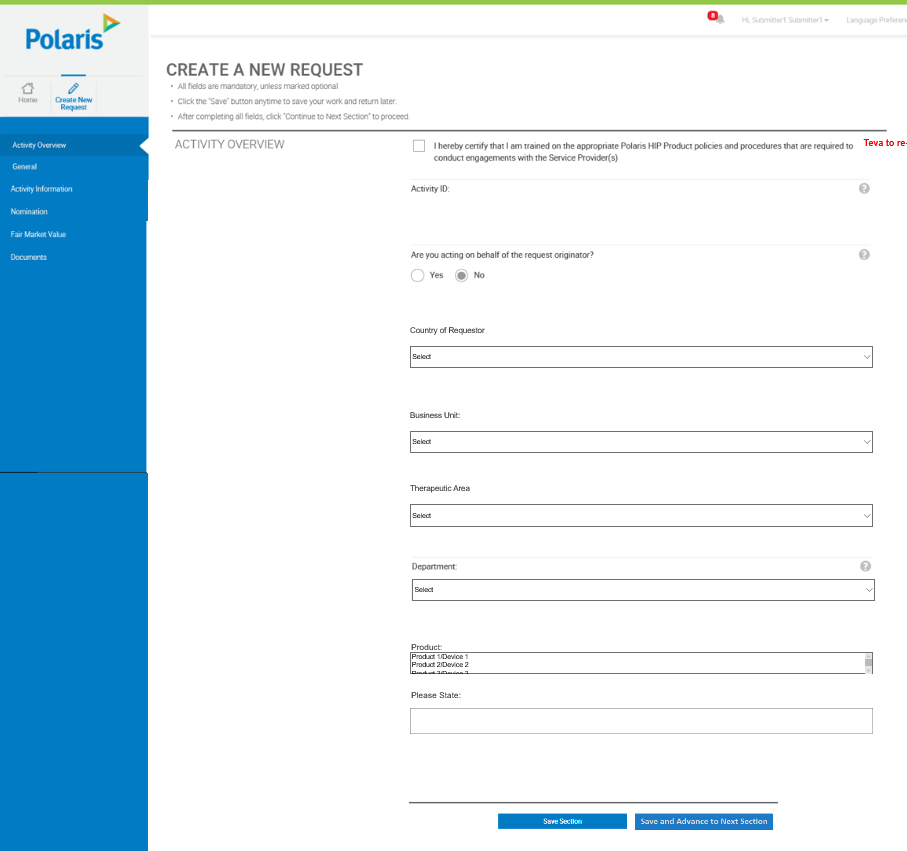 8
Hi, Submitter1 Submitter1
Language Preferen
Polaris
Home
Create New
Request
CREATE A NEW REQUEST
• All fields are mandatory, unless marked optional
• Click the "Save" button anytime to save your work and return later.
• After completing all fields, click "Continue to Next Section" to proceed.
Activity Overview
General
Activity Information
Nomination
Fair Market Value
Documents
ACTIVITY OVERVIEW
I hereby certify that I am trained on the appropriate Polaris HIP Product policies and procedures that are required to
conduct engagements with the Service Provider(s)
Teva to re-
Activity ID:
?
Are you acting on behalf of the request originator?
?
Yes
No
Country of Requestor
Select
Business Unit:
Select
Therapeutic Area
Select
Department:
?
Select
Product:
Product 1/Device 1
Product 2/Device 2
Please State:
Save Section
Save and Advance to Next Section